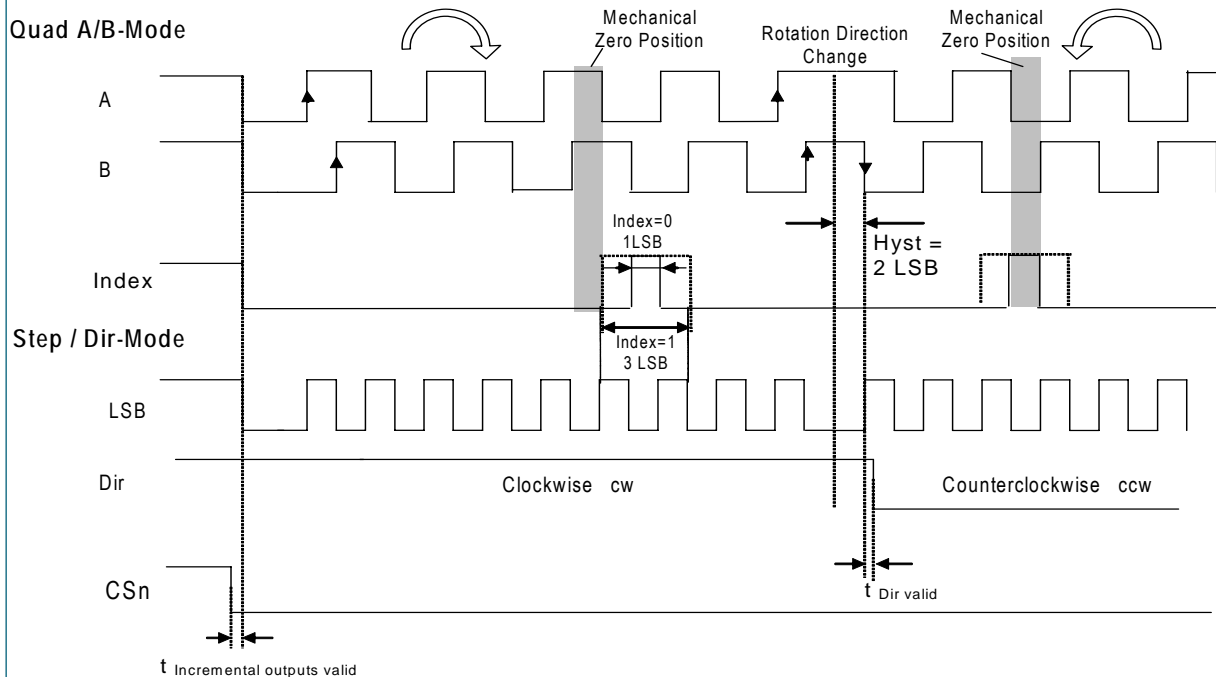 Quad A/B-Mode
Mechanical
Zero Position
Rotation Direction
Change
Mechanical
Zero Position
A
B
Index=0
1LSB
Hyst =
2 LSB
Index
Step / Dir-Mode
Index=1
3 LSB
LSB
Dir
Clockwise cw
Counterclockwise ccw
CSn
t Dir valid
t Incremental outputs valid